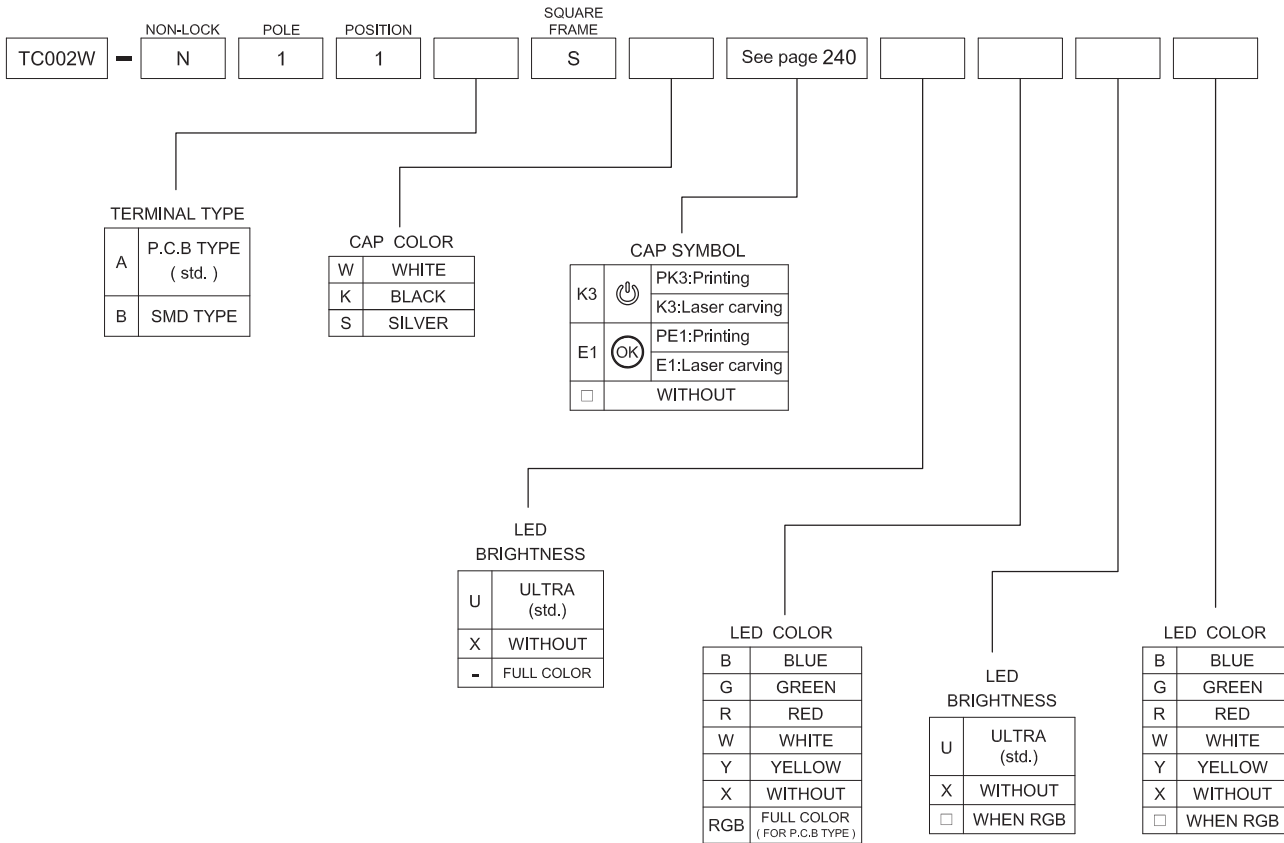 NON-LOCK POLE POSITION SQUARE
FRAME
TC002W - N 1 1 S See page 240
TERMINAL TYPE
A P.C.B TYPE
( std. )
B SMD TYPE
CAP COLOR
W WHITE
K BLACK
S SILVER
CAP SYMBOL
K3 PK3:Printing
K3:Laser carving
E1 OK PE1:Printing
E1:Laser carving
□ WITHOUT
LED
BRIGHTNESS
U ULTRA
(std.)
X WITHOUT
- FULL COLOR
LED COLOR
B BLUE
G GREEN
R RED
W WHITE
Y YELLOW
X WITHOUT
RGB FULL COLOR
( FOR P.C.B TYPE )
LED
BRIGHTNESS
U ULTRA
(std.)
X WITHOUT
□ WHEN RGB
LED COLOR
B BLUE
G GREEN
R RED
W WHITE
Y YELLOW
X WITHOUT
□ WHEN RGB